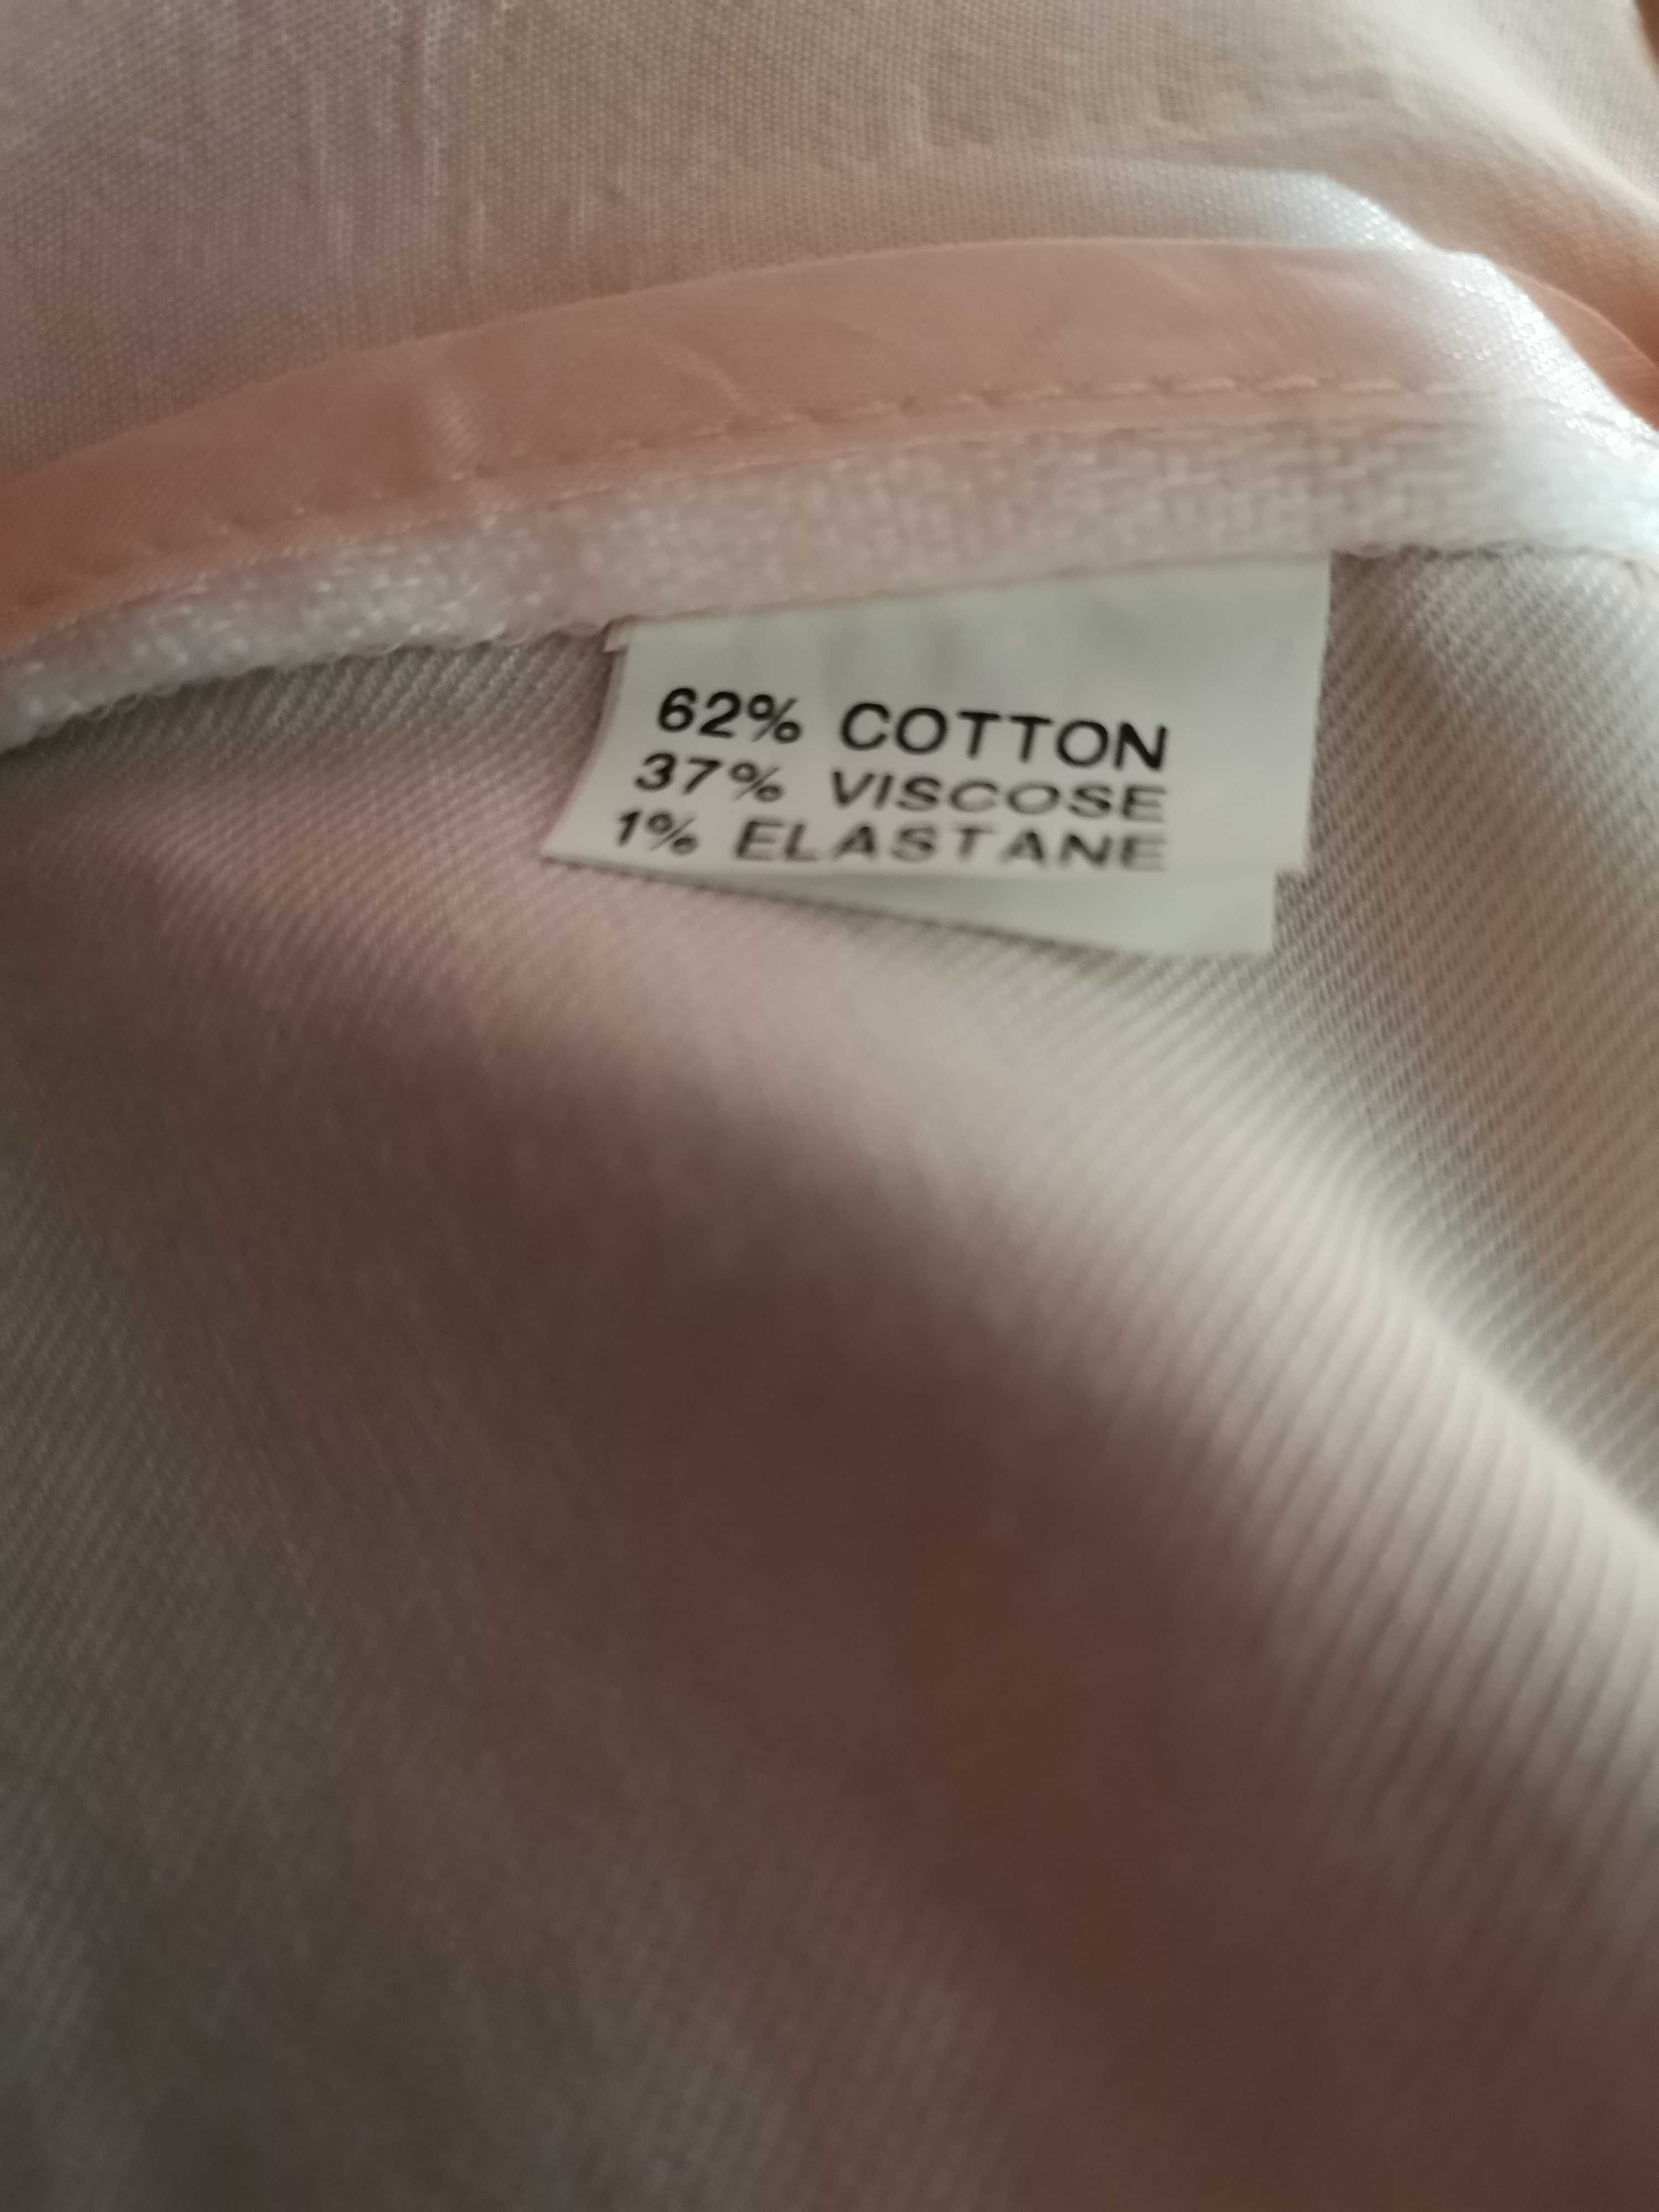 62% COTTON
37% VISCOSE
1% ELASTANE